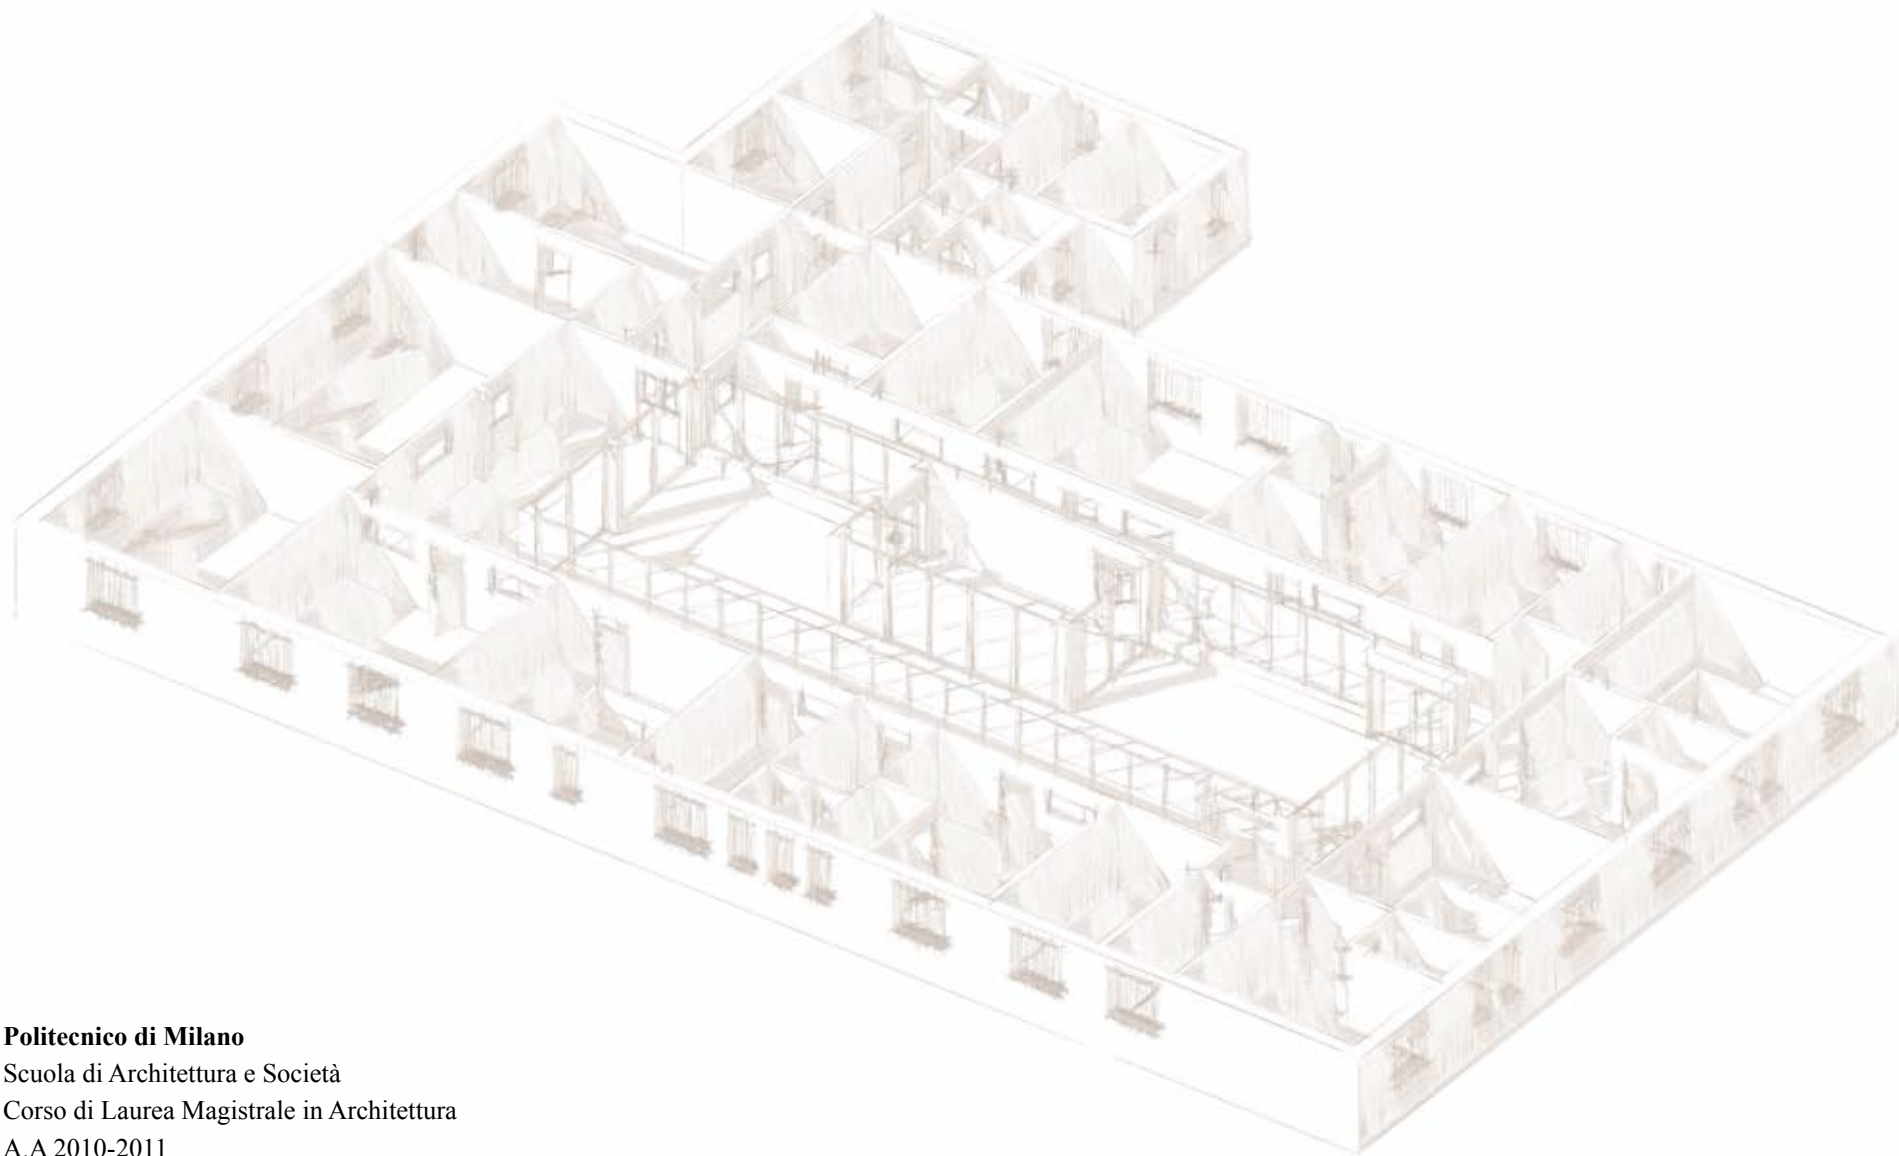 Politecnico di Milano
Scuola di Architettura e Società
Corso di Laurea Magistrale in Architettura
A.A 2010-2011